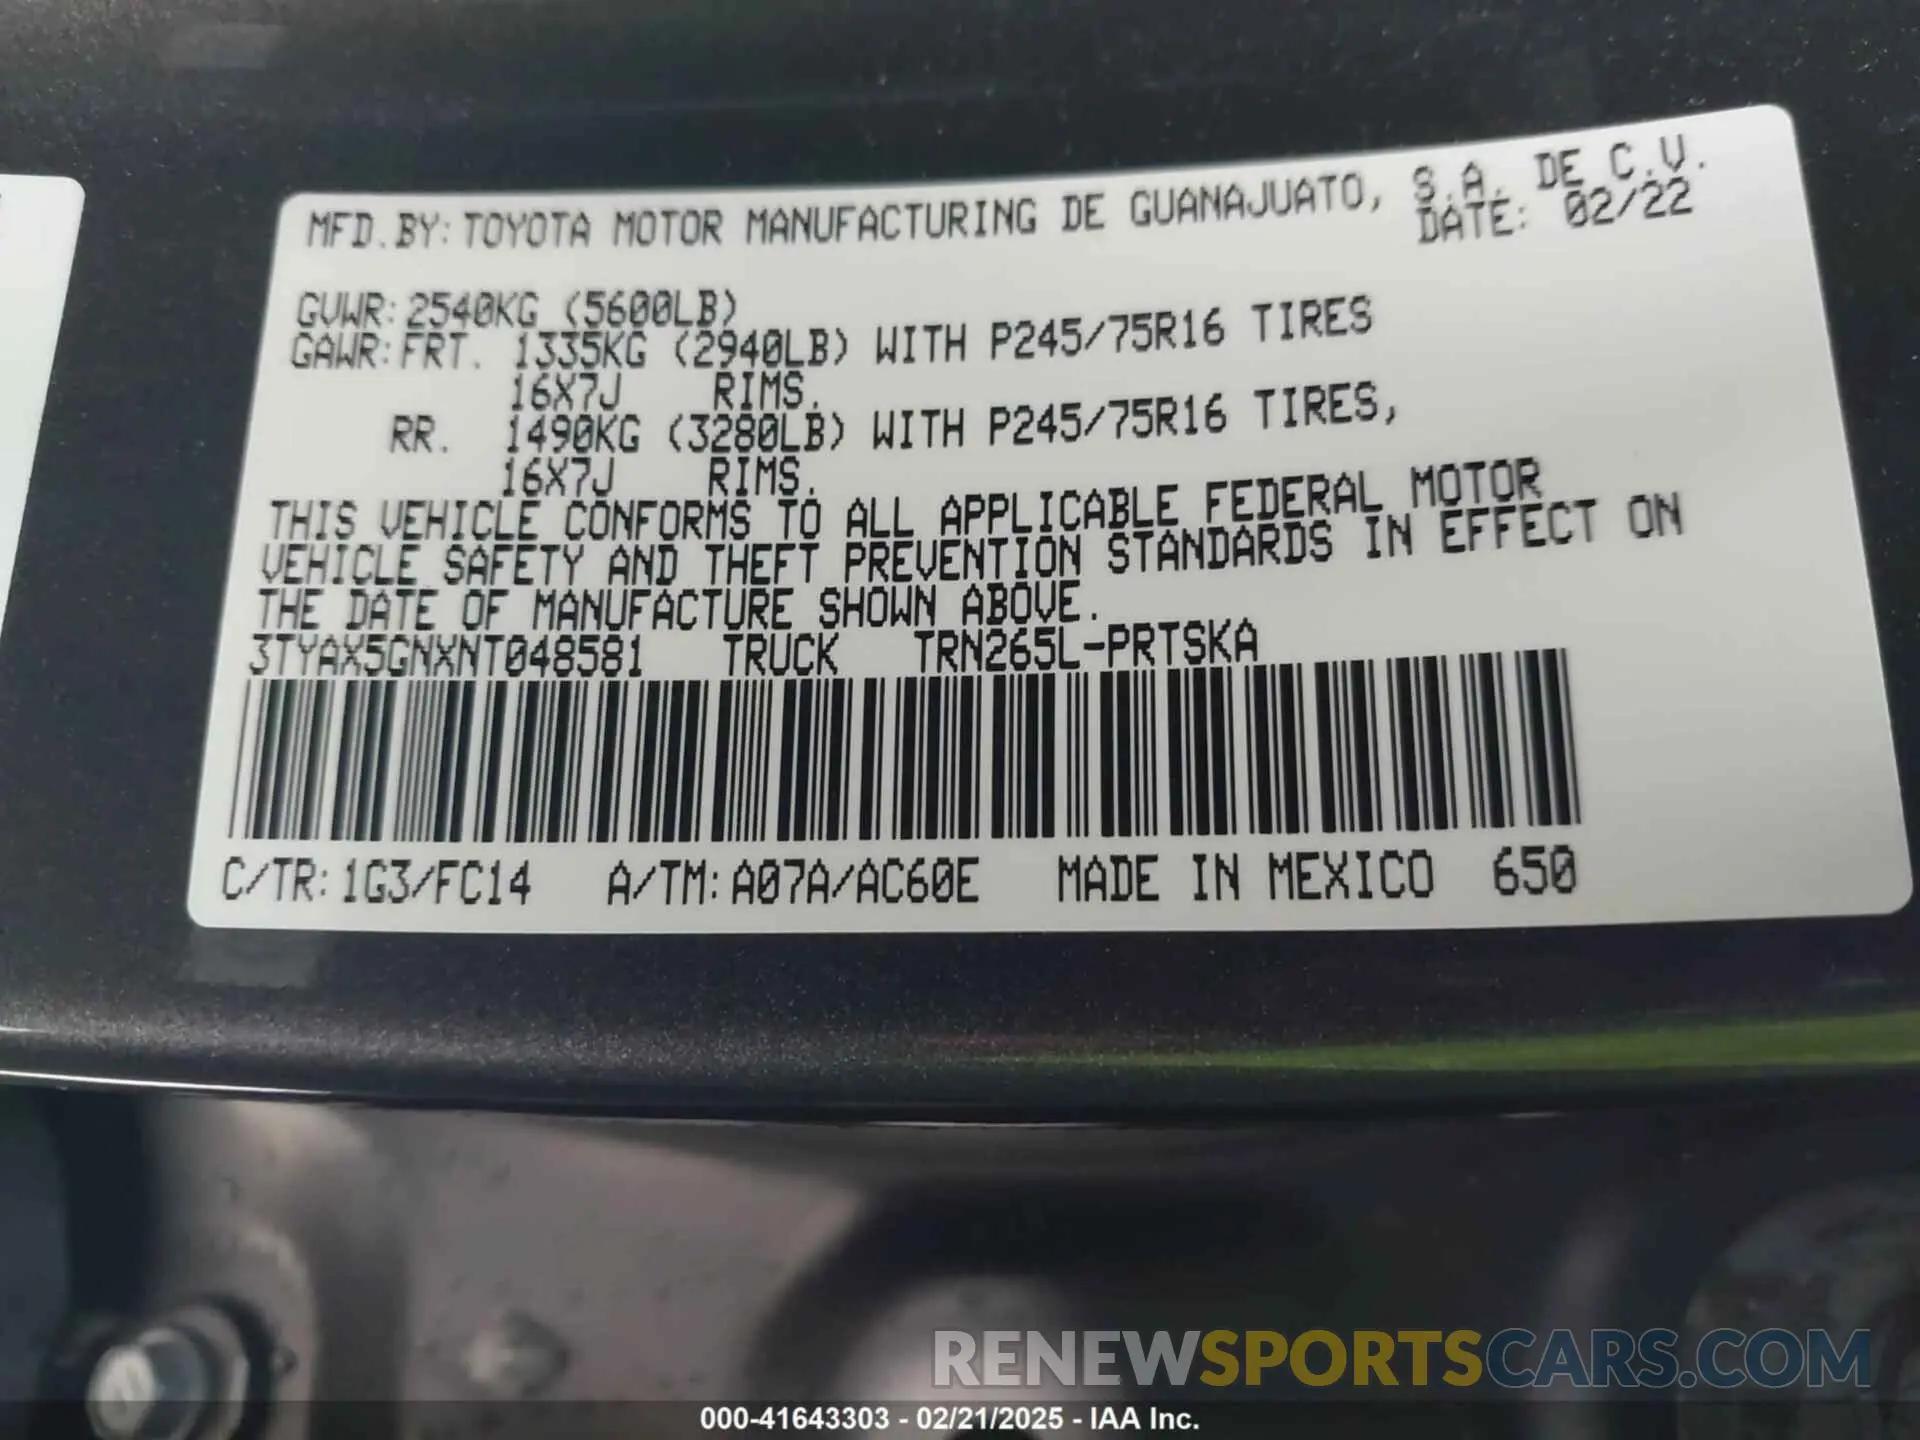 MFD.BY:TOYOTA MOTOR MANUFACTURING DE GUANAJUATO, S.A. DE C.V.
DATE: 02/22
GVWR:2540KG (5600LB)
GAWR:FRT. 1335KG (2940LB) WITH P245/75R16 TIRES
16X7J RIMS.
RR. 1490KG (3280LB) WITH P245/75R16 TIRES,
16X7J RIMS.
THIS VEHICLE CONFORMS TO ALL APPLICABLE FEDERAL MOTOR
VEHICLE SAFETY AND THEFT PREVENTION STANDARDS IN EFFECT ON
THE DATE OF MANUFACTURE SHOWN ABOVE.
3TYAX5GNXNT048581 TRUCK TRN265L-PRTSKA
C/TR:1G3/FC14 A/TM:A07A/AC60E MADE IN MEXICO 650
RENEWSPORTSCARS.COM
000-41643303 - 02/21/2025 - IAA Inc.